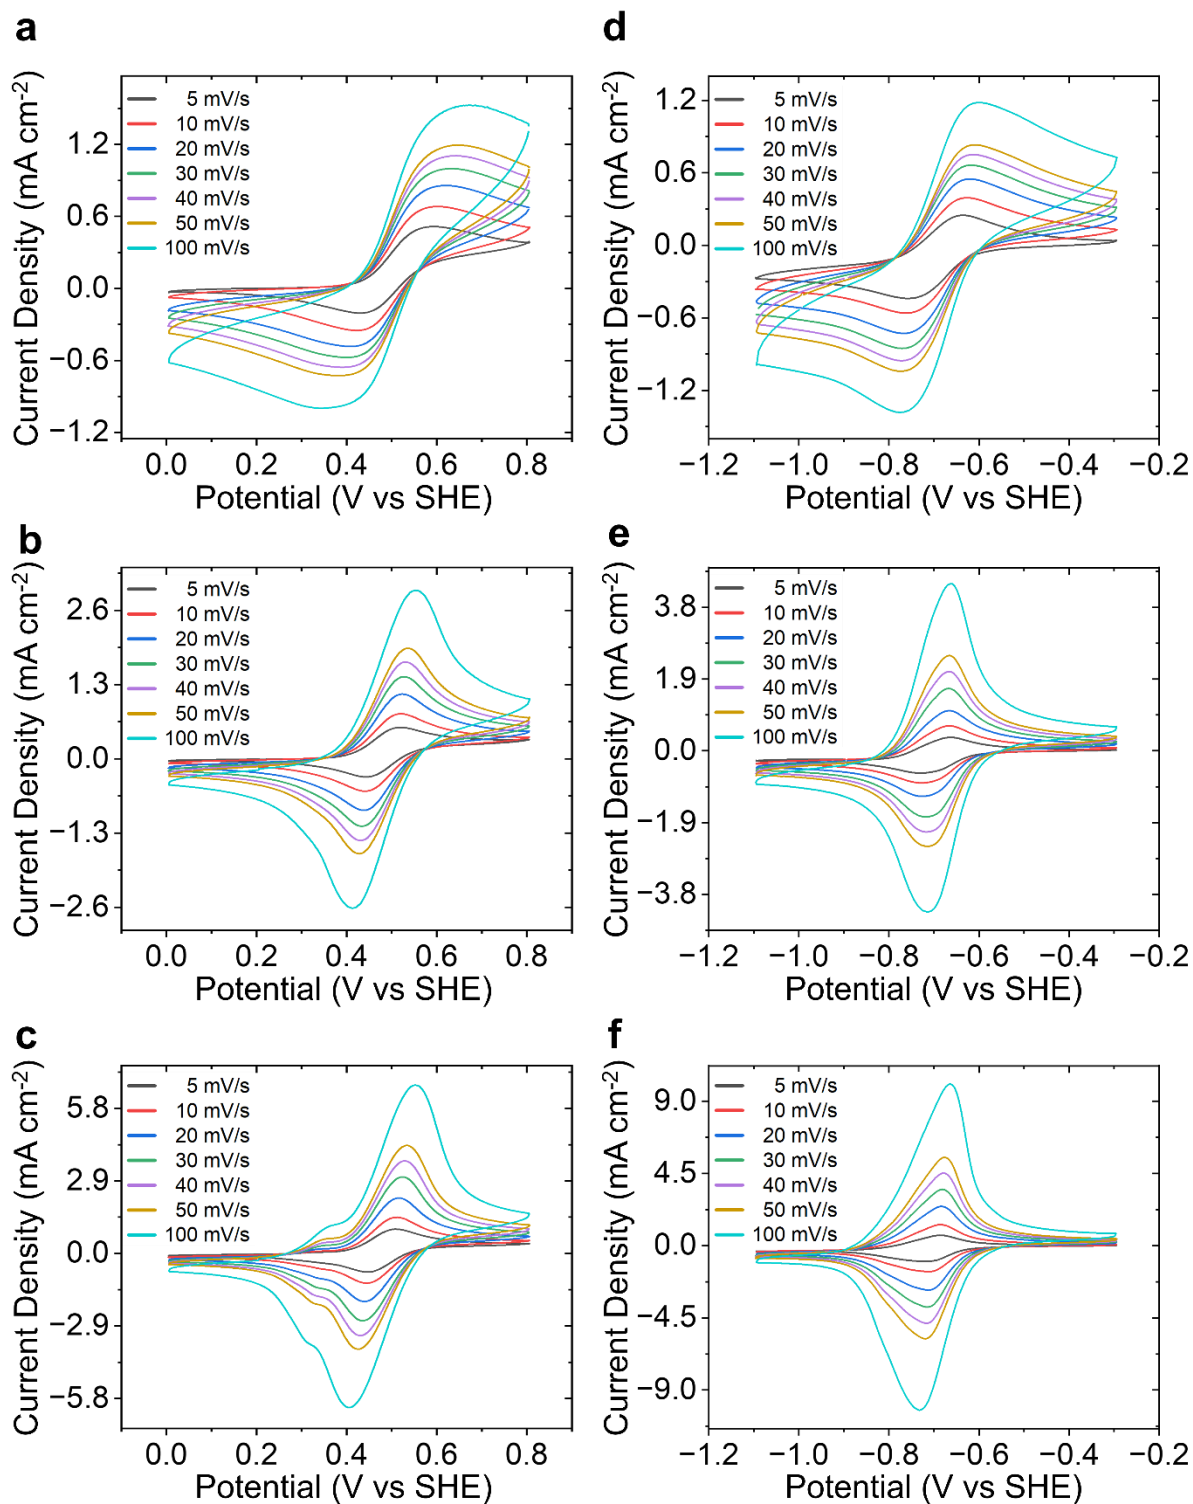 a
Current Density (mA cm-2)
1.2
0.6
0.0
−0.6
−1.2
5 mV/s
10 mV/s
20 mV/s
30 mV/s
40 mV/s
50 mV/s
100 mV/s
0.0 0.2 0.4 0.6 0.8
Potential (V vs SHE)
d
Current Density (mA cm-2)
1.2
0.6
0.0
−0.6
−1.2
5 mV/s
10 mV/s
20 mV/s
30 mV/s
40 mV/s
50 mV/s
100 mV/s
−1.2 −1.0 −0.8 −0.6 −0.4 −0.2
Potential (V vs SHE)
b
Current Density (mA cm-2)
2.6
1.3
0.0
−1.3
−2.6
5 mV/s
10 mV/s
20 mV/s
30 mV/s
40 mV/s
50 mV/s
100 mV/s
0.0 0.2 0.4 0.6 0.8
Potential (V vs SHE)
e
Current Density (mA cm-2)
3.8
1.9
0.0
−1.9
−3.8
5 mV/s
10 mV/s
20 mV/s
30 mV/s
40 mV/s
50 mV/s
100 mV/s
−1.2 −1.0 −0.8 −0.6 −0.4 −0.2
Potential (V vs SHE)
c
Current Density (mA cm-2)
5.8
2.9
0.0
−2.9
−5.8
5 mV/s
10 mV/s
20 mV/s
30 mV/s
40 mV/s
50 mV/s
100 mV/s
0.0 0.2 0.4 0.6 0.8
Potential (V vs SHE)
f
Current Density (mA cm-2)
9.0
4.5
0.0
−4.5
−9.0
5 mV/s
10 mV/s
20 mV/s
30 mV/s
40 mV/s
50 mV/s
100 mV/s
−1.2 −1.0 −0.8 −0.6 −0.4 −0.2
Potential (V vs SHE)